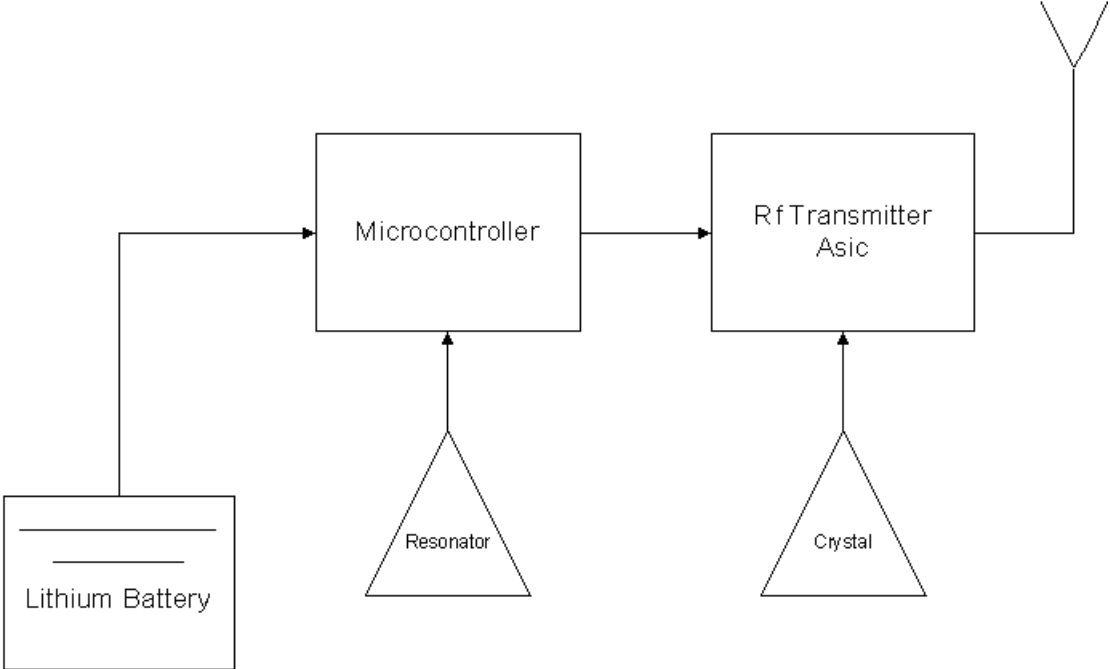 Microcontroller
Rf Transmitter
Asic
Resonator
Crystal
Lithium Battery